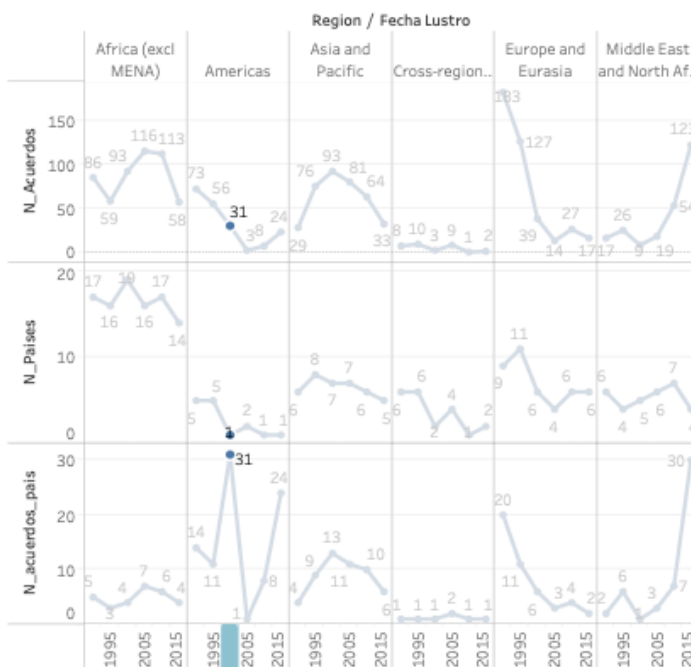 Region / Fecha Lustro
Africa (excl MENA)
Americas
Asia and Pacific
Cross-region..
Europe and Eurasia
Middle East and North Af.
N_Acuerdos
150
100
50
0
86 59 93 116 113 58
73 56 31 3 8 24
29 76 93 81 64 33
8 10 3 9 1 2
183 127 39 14 27 17
17 26 9 19 54 123
N_Paises
20
10
0
17 16 19 16 17 14
5 5 1 2 1 1
6 8 7 7 6 5
6 6 2 4 1 2
9 11 6 4 6 6
6 4 5 6 7
N_acuerdos_pais
30
20
10
0
5 3 4 7 6 4
14 11 31 1 8 24
4 9 13 11 10 6
1 1 1 2 1 1
20 11 6 3 4 2
2 6 1 3 7 30
1995 2005 2015
1995 2005 2015
1995 2005 2015
1995 2005 2015
1995 2005 2015
1995 2005 2015